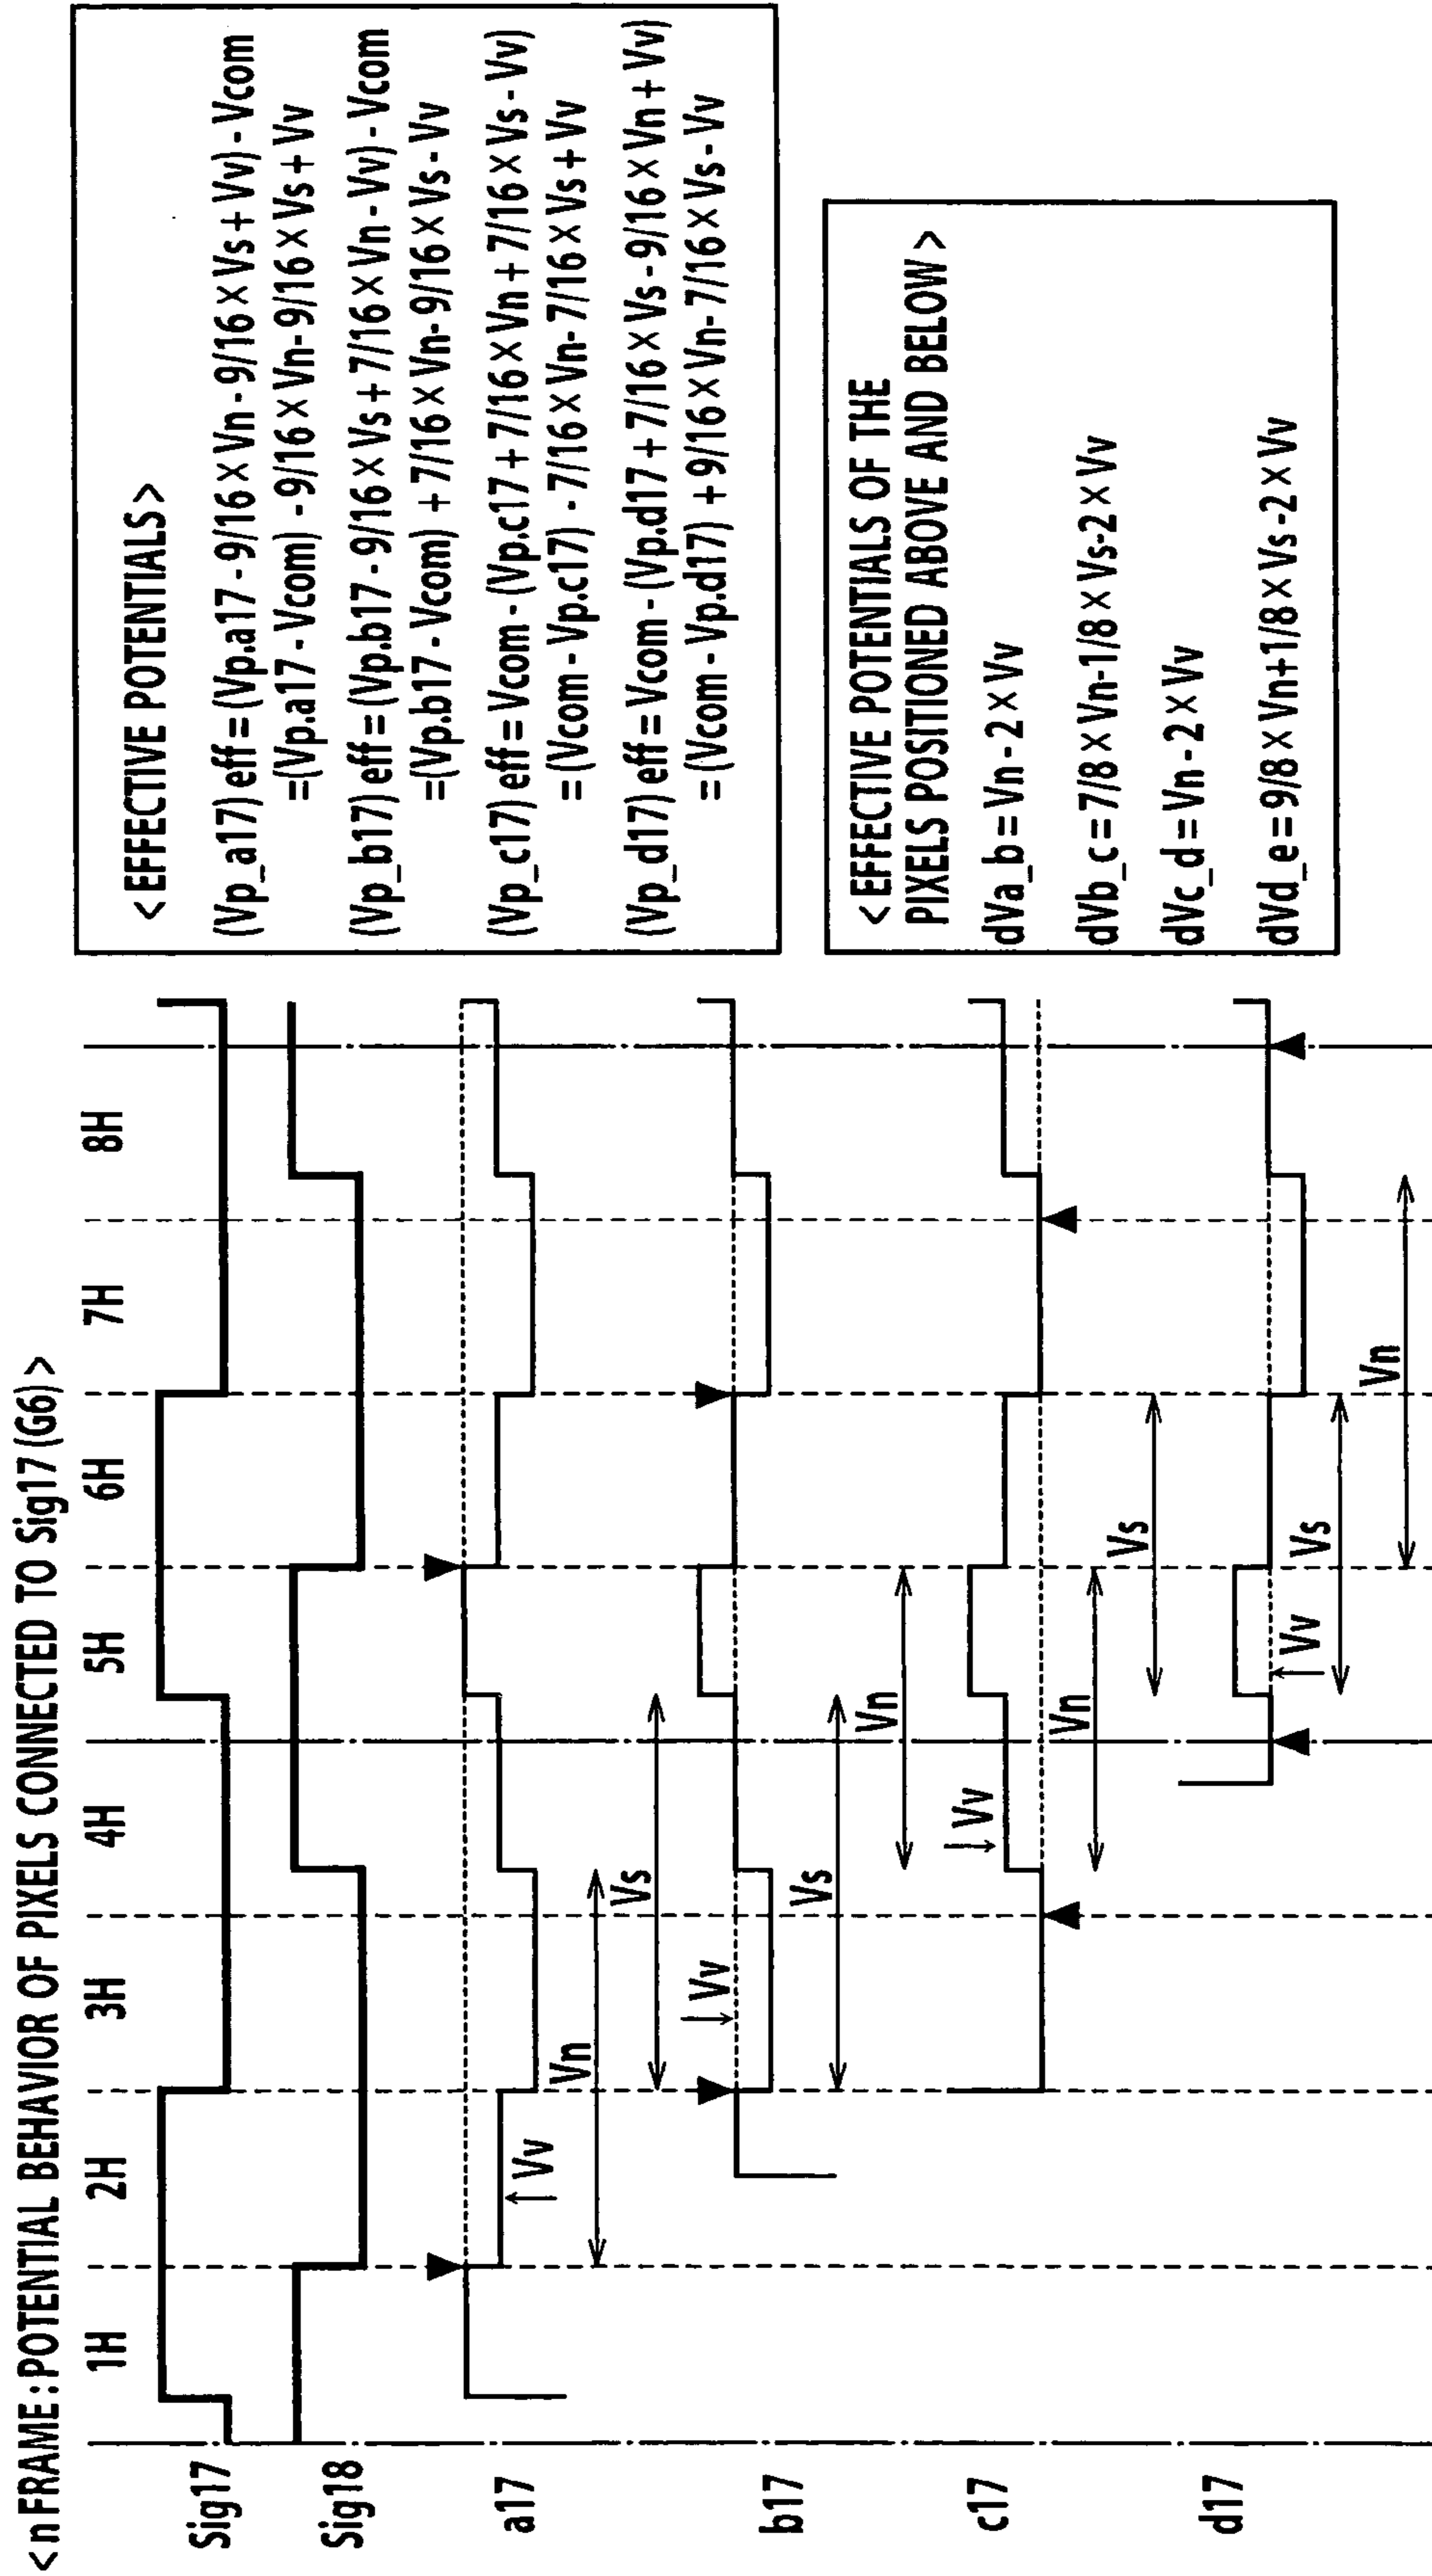 <n FRAME:POTENTIAL BEHAVIOR OF PIXELS CONNECTED TO Sig17 (G6)>
1H 2H 3H 4H 5H 6H 7H 8H
Sig17
Sig18
a17
Vv
Vn
Vs
b17
Vv
Vs
Vn
c17
Vv
Vn
Vs
d17
Vv
Vs
Vn
<EFFECTIVE POTENTIALS>
(Vp_a17) eff = (Vp.a17 - 9/16 × Vn - 9/16 × Vs + Vv) - Vcom
=(Vp.a17 - Vcom) - 9/16 × Vn- 9/16 × Vs + Vv
(Vp_b17) eff = (Vp.b17 - 9/16 × Vs + 7/16 × Vn - Vv) - Vcom
=(Vp.b17 - Vcom) + 7/16 × Vn- 9/16 × Vs - Vv
(Vp_c17) eff = Vcom - (Vp.c17 + 7/16 × Vn + 7/16 × Vs - Vv)
= (Vcom - Vp.c17) - 7/16 × Vn- 7/16 × Vs + Vv
(Vp_d17) eff = Vcom - (Vp.d17 + 7/16 × Vs - 9/16 × Vn + Vv)
= (Vcom - Vp.d17) + 9/16 × Vn- 7/16 × Vs - Vv
<EFFECTIVE POTENTIALS OF THE
PIXELS POSITIONED ABOVE AND BELOW>
dVa_b = Vn - 2 × Vv
dVb_c = 7/8 × Vn-1/8 × Vs-2 × Vv
dVc_d = Vn - 2 × Vv
dVd_e = 9/8 × Vn+1/8 × Vs -2 × Vv